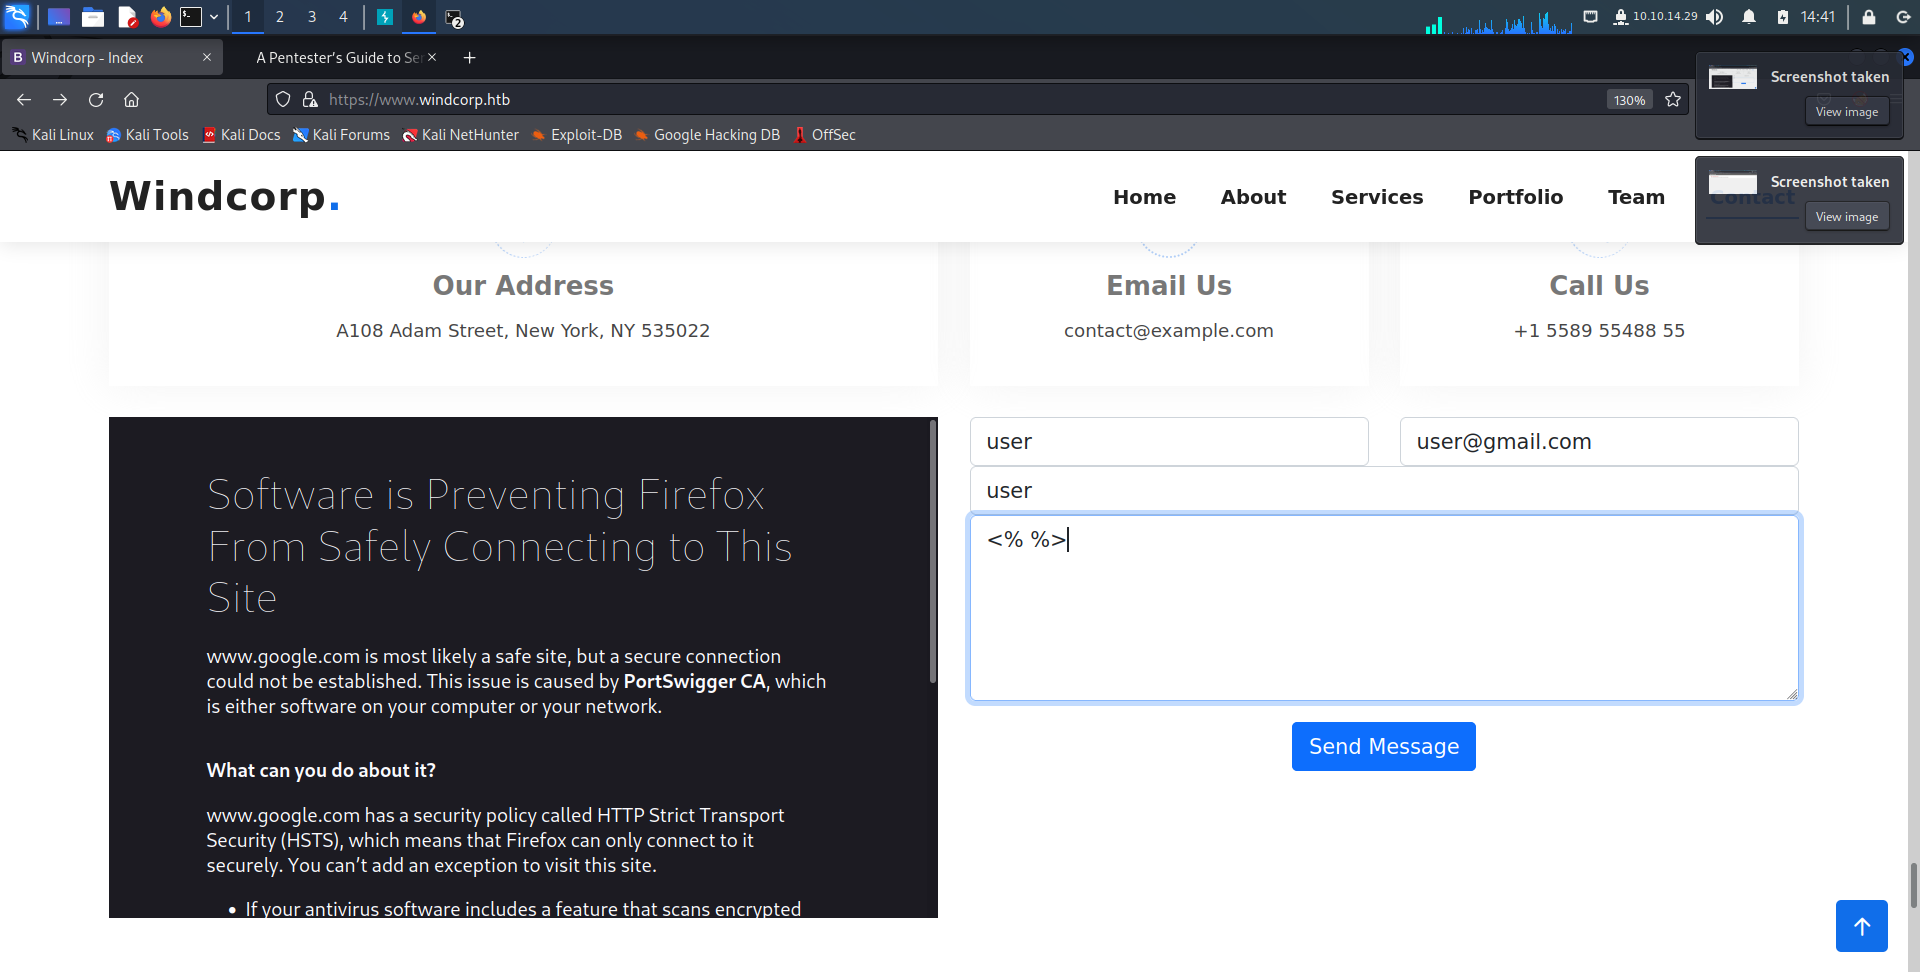 1 2 3 4 2 10.10.14.29 14:41
Windcorp - Index A Pentester's Guide to Ser
https://www.windcorp.htb 130%
Kali Linux Kali Tools Kali Docs Kali Forums Kali NetHunter Exploit-DB Google Hacking DB OffSec
Screenshot taken
View image
Screenshot taken
View image
Windcorp.
Home About Services Portfolio Team Contact
Our Address
A108 Adam Street, New York, NY 535022
Email Us
contact@example.com
Call Us
+1 5589 55488 55
Software is Preventing Firefox
From Safely Connecting to This
Site
www.google.com is most likely a safe site, but a secure connection
could not be established. This issue is caused by PortSwigger CA, which
is either software on your computer or your network.
What can you do about it?
www.google.com has a security policy called HTTP Strict Transport
Security (HSTS), which means that Firefox can only connect to it
securely. You can't add an exception to visit this site.
• If your antivirus software includes a feature that scans encrypted
user
user@gmail.com
user
<% %>
Send Message